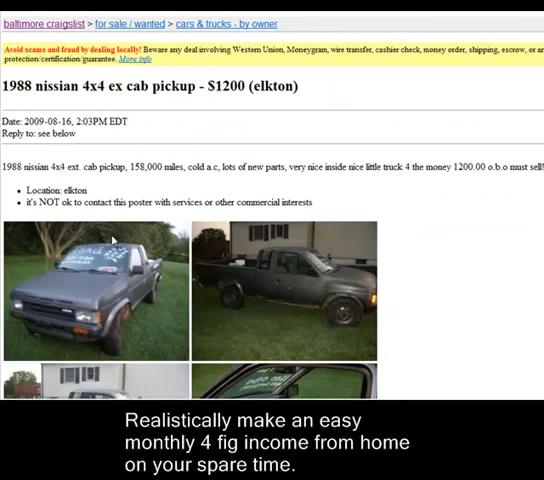 baltimore craigslist > for sale / wanted > cars & trucks - by owner
Avoid scams and fraud by dealing locally! Beware any deal involving Western Union, Moneygram, wire transfer, cashier check, money order, shipping, escrow, or an
protection/certification/guarantee. More info
1988 nissian 4x4 ex cab pickup - $1200 (elkton)
Date: 2009-08-16, 2:03PM EDT
Reply to: see below
1988 nissian 4x4 ext. cab pickup, 158,000 miles, cold a.c, lots of new parts, very nice inside nice little truck 4 the money 1200.00 o.b.o must sell!
• Location: elkton
• it's NOT ok to contact this poster with services or other commercial interests
Realistically make an easy
monthly 4 fig income from home
on your spare time.